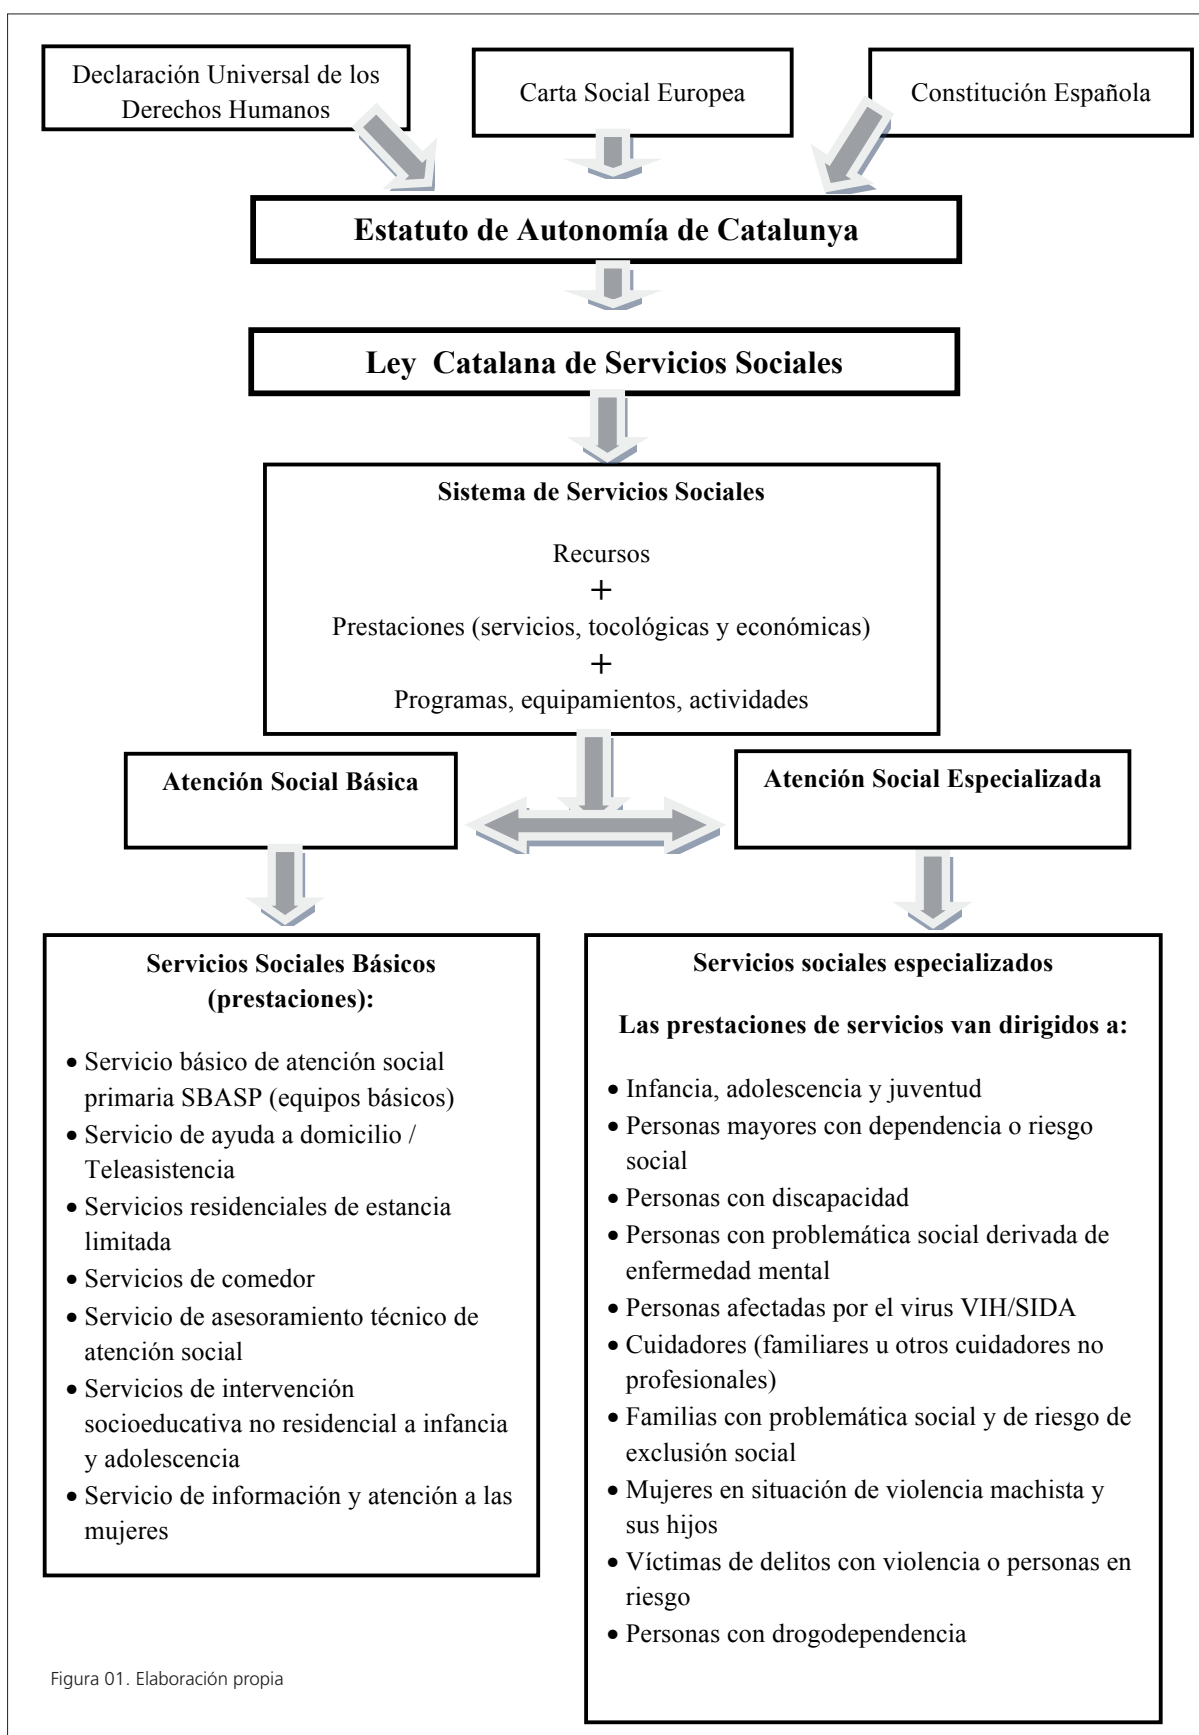 Declaración Universal de los
Derechos Humanos
Carta Social Europea
Constitución Española
Estatuto de Autonomía de Catalunya
Ley Catalana de Servicios Sociales
Sistema de Servicios Sociales
Recursos
+
Prestaciones (servicios, tocológicas y económicas)
+
Programas, equipamientos, actividades
Atención Social Básica
Atención Social Especializada
Servicios Sociales Básicos
(prestaciones):
• Servicio básico de atención social
primaria SBASP (equipos básicos)
• Servicio de ayuda a domicilio /
Teleasistencia
• Servicios residenciales de estancia
limitada
• Servicios de comedor
• Servicio de asesoramiento técnico de
atención social
• Servicios de intervención
socioeducativa no residencial a infancia
y adolescencia
• Servicio de información y atención a las
mujeres
Servicios sociales especializados
Las prestaciones de servicios van dirigidos a:
• Infancia, adolescencia y juventud
• Personas mayores con dependencia o riesgo
social
• Personas con discapacidad
• Personas con problemática social derivada de
enfermedad mental
• Personas afectadas por el virus VIH/SIDA
• Cuidadores (familiares u otros cuidadores no
profesionales)
• Familias con problemática social y de riesgo de
exclusión social
• Mujeres en situación de violencia machista y
sus hijos
• Víctimas de delitos con violencia o personas en
riesgo
• Personas con drogodependencia
Figura 01. Elaboración propia